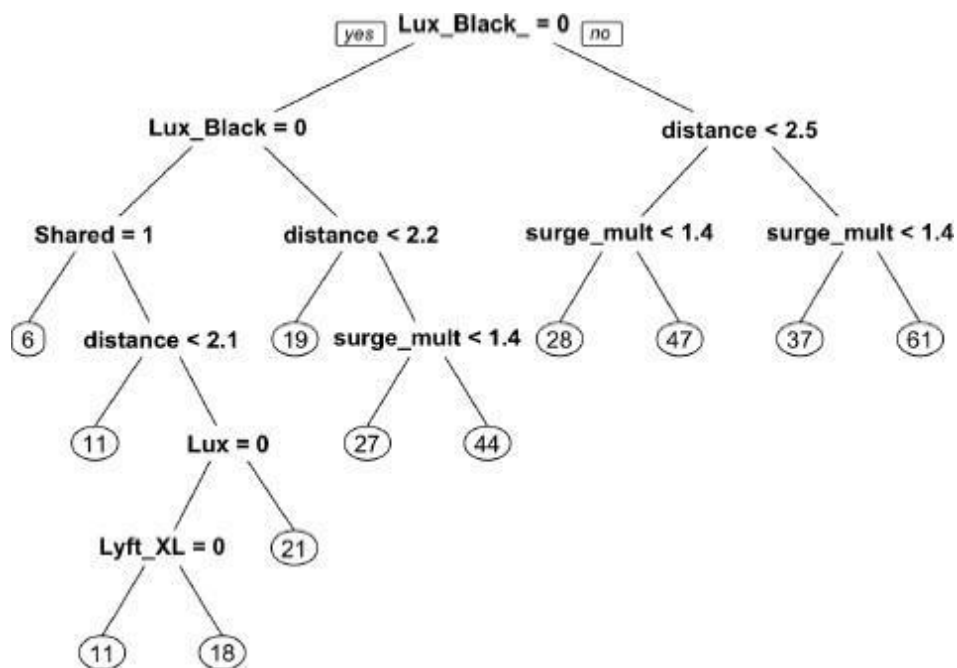 Lux_Black_ = 0
yes
no
Lux_Black = 0
distance < 2.5
Shared = 1
distance < 2.2
surge_mult < 1.4
surge_mult < 1.4
6
distance < 2.1
19
surge_mult < 1.4
28
47
37
61
11
Lux = 0
27
44
Lyft_XL = 0
21
11
18